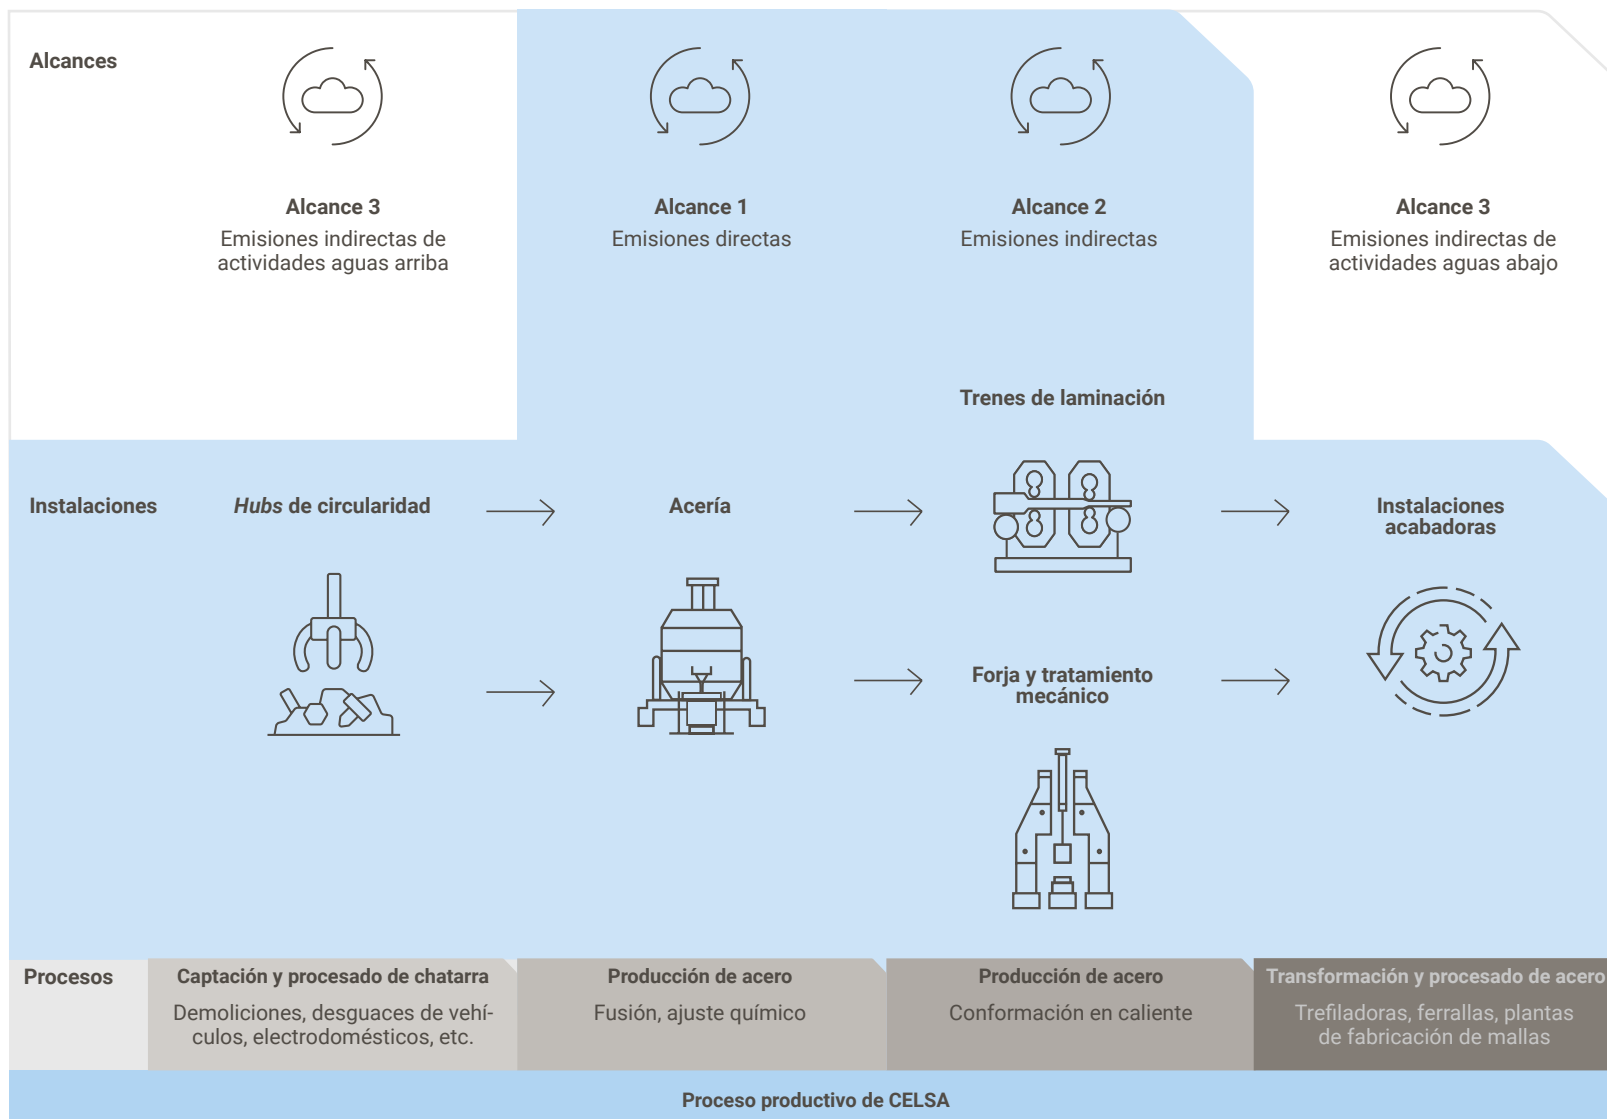 Alcances
Alcance 3
Emisiones indirectas de
actividades aguas arriba
Alcance 1
Emisiones directas
Alcance 2
Emisiones indirectas
Alcance 3
Emisiones indirectas de
actividades aguas abajo
Trenes de laminación
Instalaciones
Hubs de circularidad
Acería
Instalaciones
acabadoras
Forja y tratamiento
mecánico
Procesos
Captación y procesado de chatarra
Demoliciones, desguaces de vehí-
culos, electrodomésticos, etc.
Producción de acero
Fusión, ajuste químico
Producción de acero
Conformación en caliente
Transformación y procesado de acero
Trefiladoras, ferrallas, plantas
de fabricación de mallas
Proceso productivo de CELSA